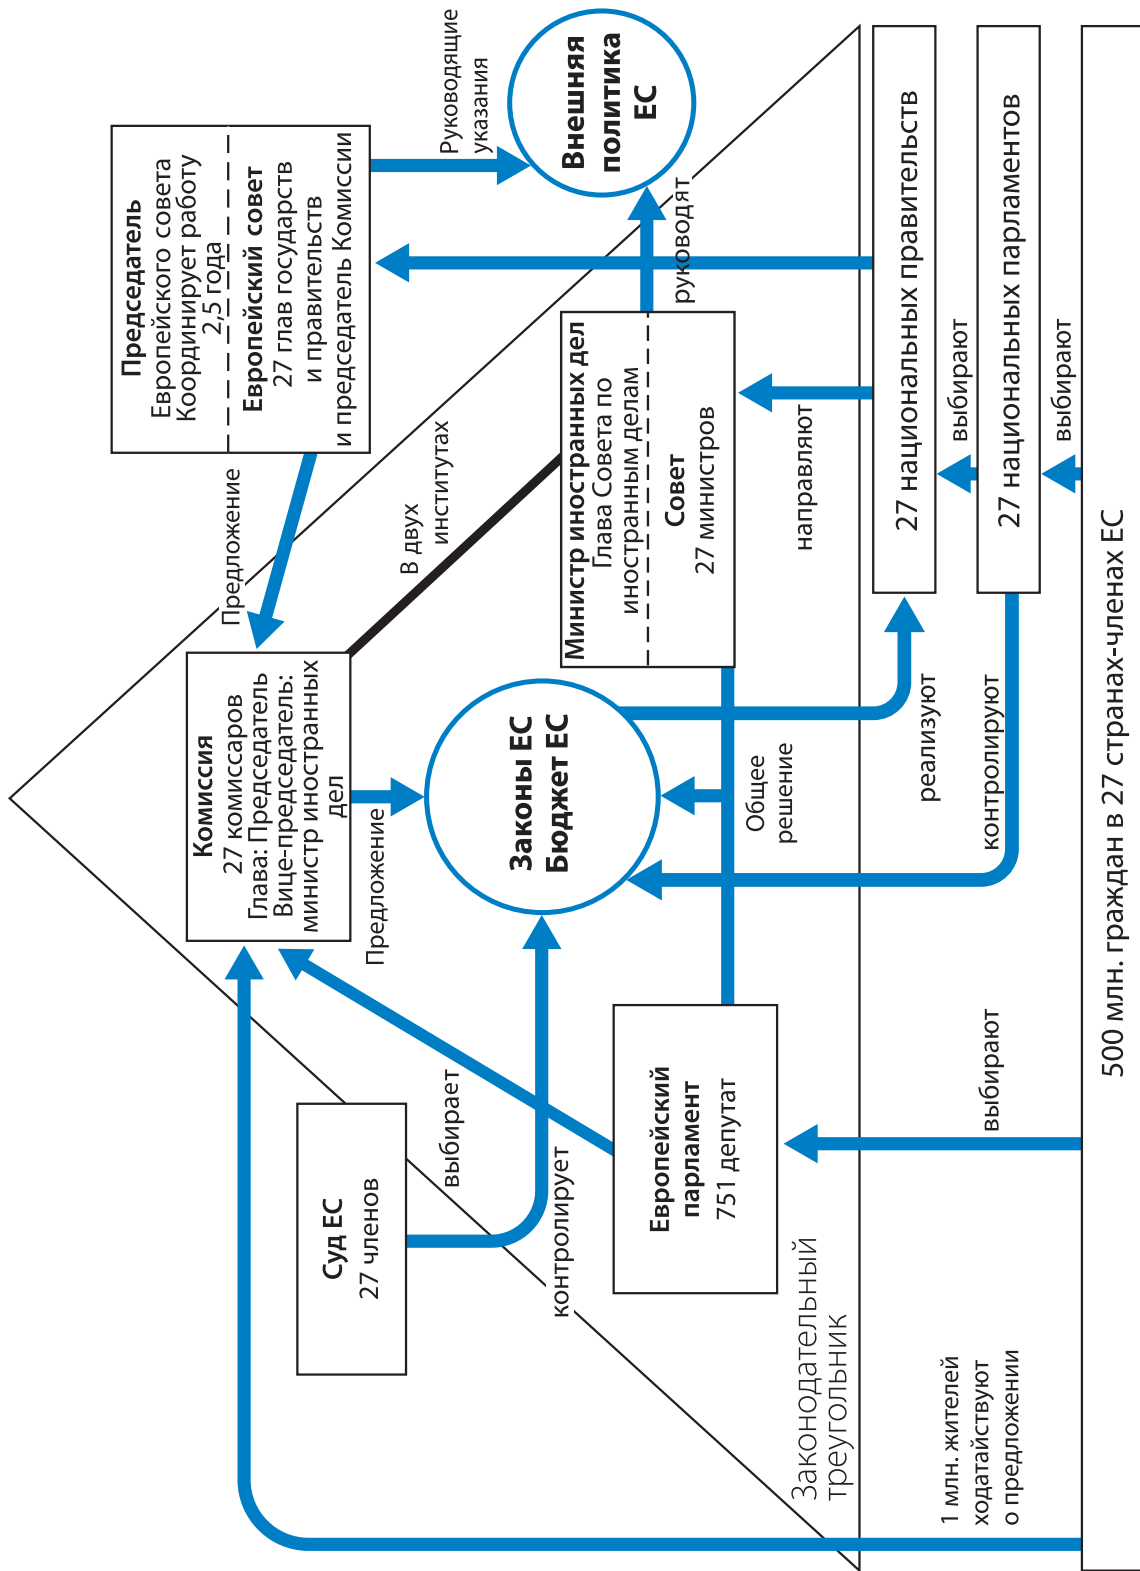 Председатель
Европейского совета
Координирует работу
2,5 года
Европейский совет
27 глав государств
и правительств
и председатель Комиссии
Руководящие
указания
Внешняя
политика
ЕС
Предложение
Комиссия
27 комиссаров
Глава: Председатель
Вице-председатель:
министр иностранных
дел
В двух
институтах
руководят
Министр иностранных дел
Глава Совета по
иностранным делам
Совет
27 министров
Предложение
Законы ЕС
Бюджет ЕС
Суд ЕС
27 членов
выбирает
контролирует
Европейский
парламент
751 депутат
Общее
решение
направляют
реализуют
контролируют
Законодательный
треугольник
27 национальных правительств
выбирают
27 национальных парламентов
выбирают
выбирают
1 млн. жителей
ходатайствуют
о предложении
500 млн. граждан в 27 странах-членах ЕС